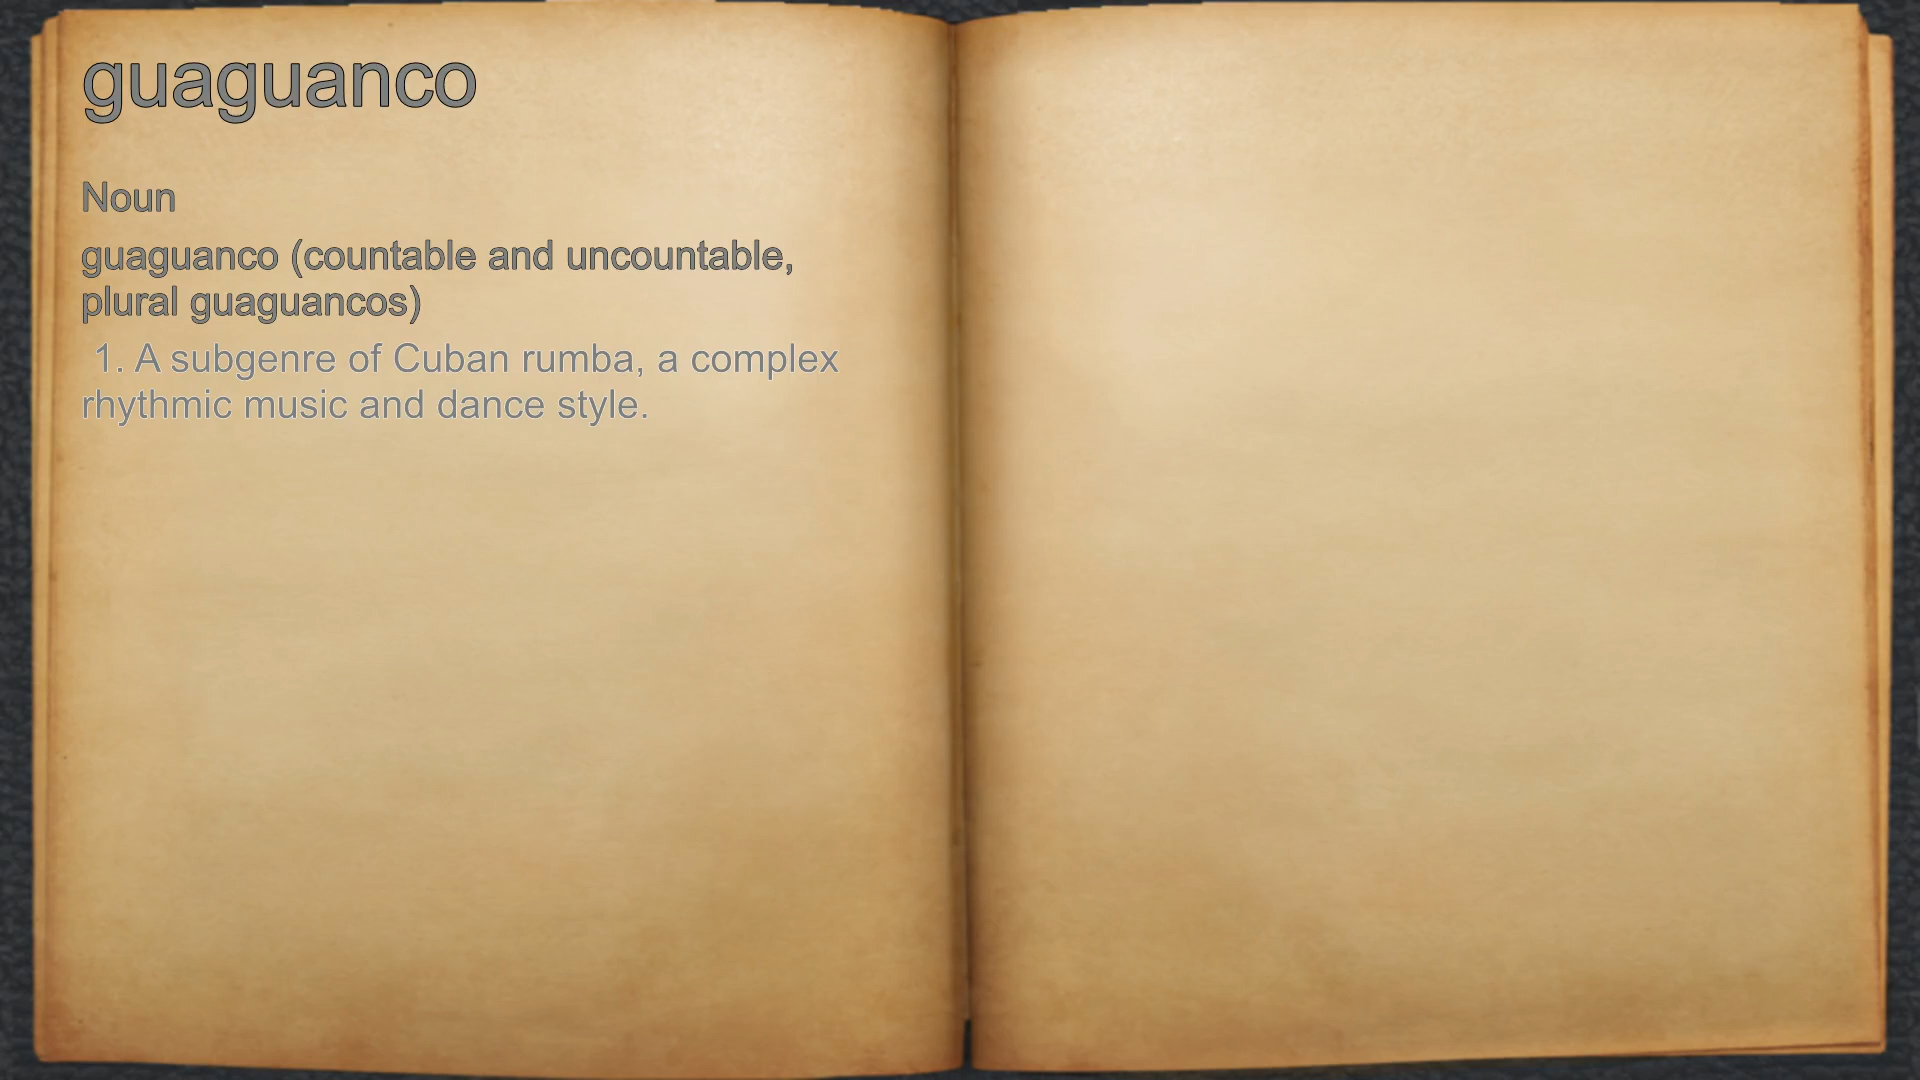 guaguanco
Noun
guaguanco (countable and uncountable,
plural guaguancos)
1. A subgenre of Cuban rumba, a complex
rhythmic music and dance style.